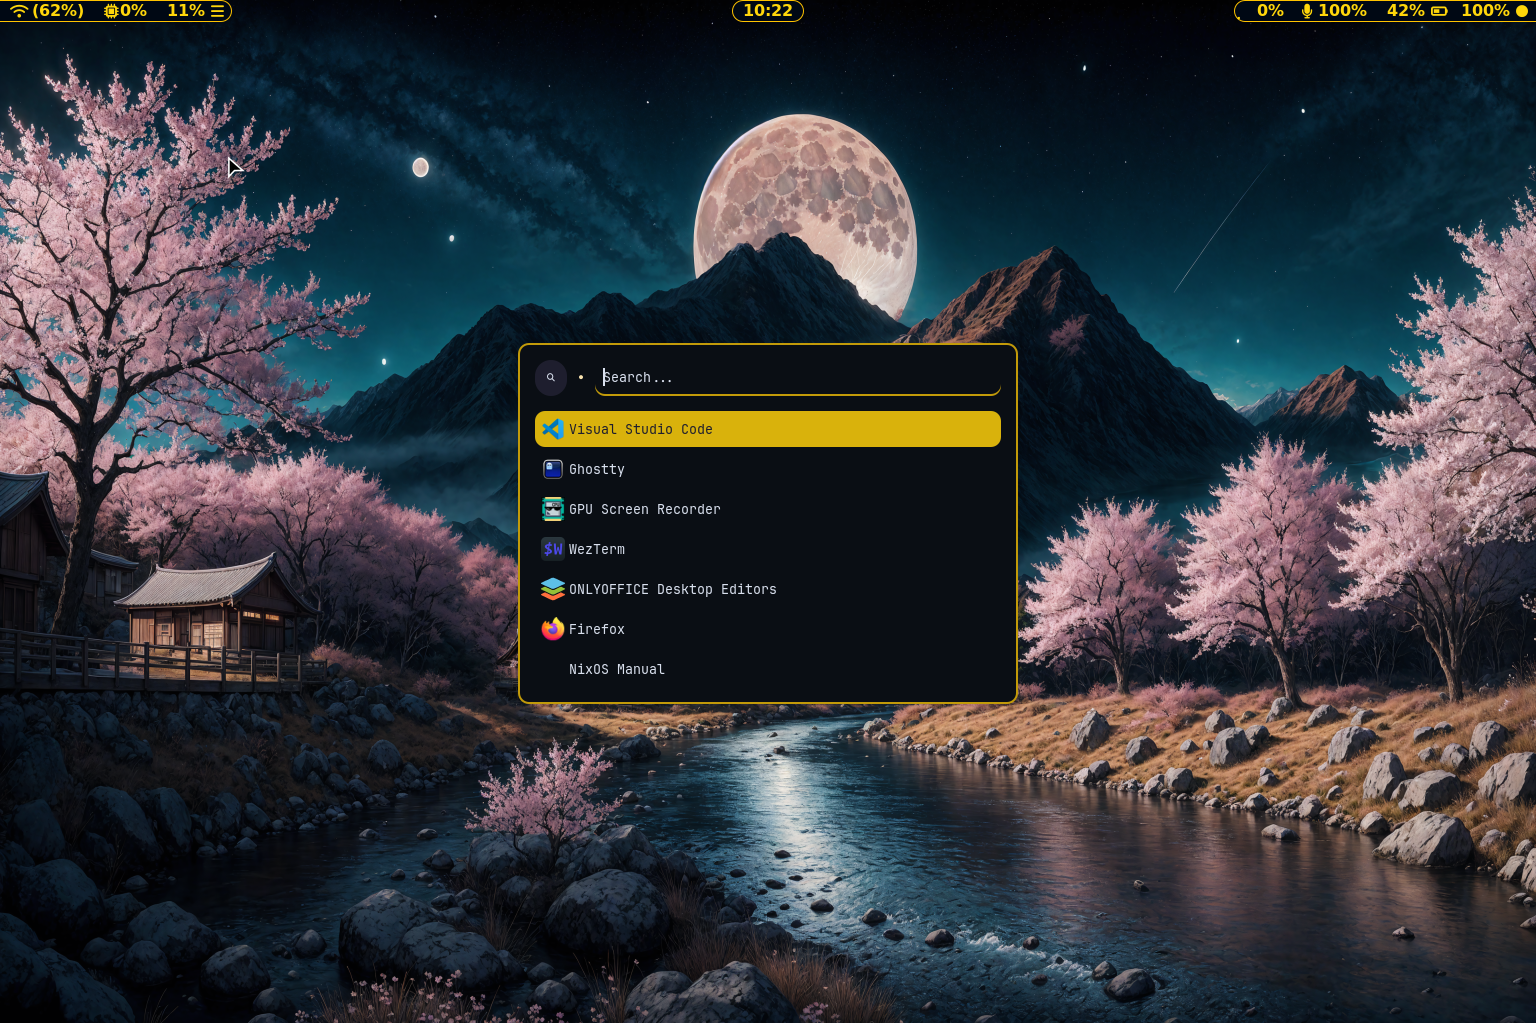 (62%) 0% 11%
10:22
0% 100% 42% 100%
Search...
Visual Studio Code
Ghostty
GPU Screen Recorder
$W WezTerm
ONLYOFFICE Desktop Editors
Firefox
NixOS Manual